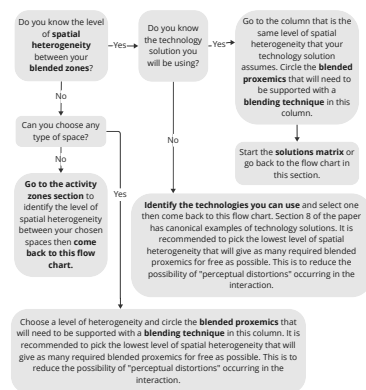 Do you know the level
of spatial
heterogeneity
between your
blended zones?
Yes
Do you know
the technology
solution you
will be using?
Yes
Go to the column that is the
same level of spatial
heterogeneity that your
technology solution
assumes. Circle the blended
proxemics that will need to
be supported with a
blending technique in this
column.
No
Can you choose any
type of space?
No
Start the solutions matrix or
go back to the flow chart in
this section.
No
Yes
Go to the activity
zones section to
identify the level of
spatial heterogeneity
between your chosen
spaces then come
back to this flow
chart.
Identify the technologies you can use and select one
then come back to this flow chart. Section 8 of the paper
has canonical examples of technology solutions. It is
recommended to pick the lowest level of spatial
heterogeneity that will give as many required blended
proxemics for free as possible. This is to reduce the
possibility of "perceptual distortions" occurring in the
interaction.
Choose a level of heterogeneity and circle the blended proxemics that
will need to be supported with a blending technique in this column. It is
recommended to pick the lowest level of spatial heterogeneity that will
give as many required blended proxemics for free as possible. This is to
reduce the possibility of "perceptual distortions" occurring in the
interaction.